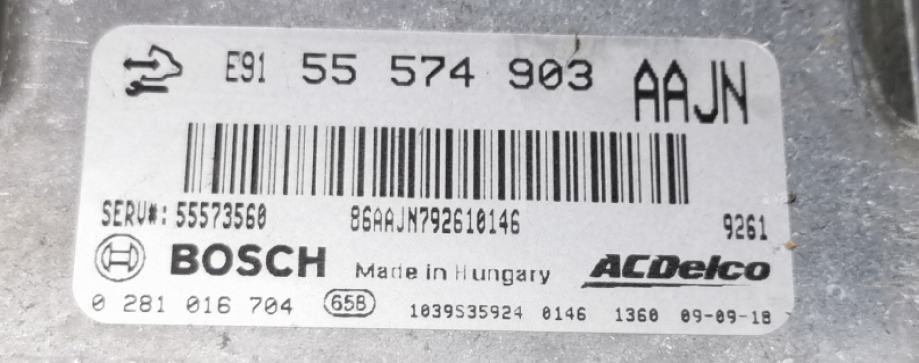 E91 55 574 903 AAJN
SERV#: 55573560 86AAJN792610146 9261
BOSCH Made in Hungary ACDelco
0 281 016 704 65B 1039S35924 0146 1360 09-09-18